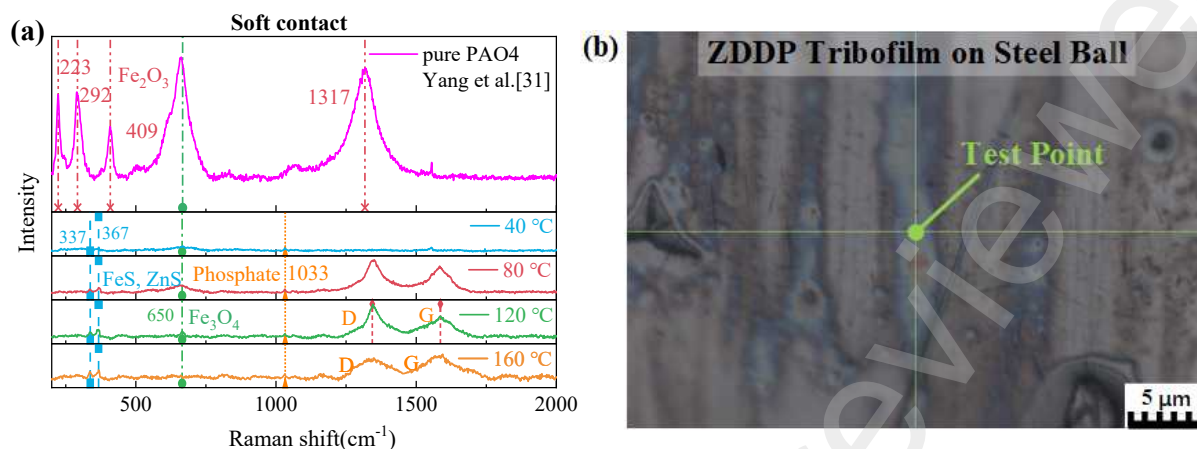 Soft contact
(a)
223
292
Fe₂O₃
409
1317
pure PAO4
Yang et al.[31]
337
367
40 ℃
FeS, ZnS
Phosphate
1033
80 ℃
650
Fe₃O₄
D
G
120 ℃
D
G
160 ℃
Intensity
500
1000
1500
2000
Raman shift(cm⁻¹)
(b)
ZDDP Tribofilm on Steel Ball
Test Point
5 μm
eviewe